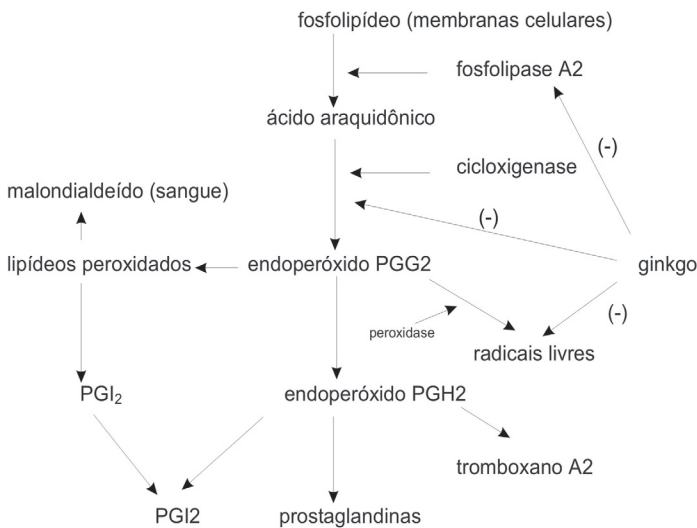 fosfolipídeo (membranas celulares)
fosfolipase A2
ácido araquidônico
(-)
cicloxigenase
malondialdeído (sangue)
(-)
lipídeos peroxidados
endoperóxido PGG2
ginkgo
peroxidase
(-)
radicais livres
PGI₂
endoperóxido PGH2
tromboxano A2
PGI2
prostaglandinas